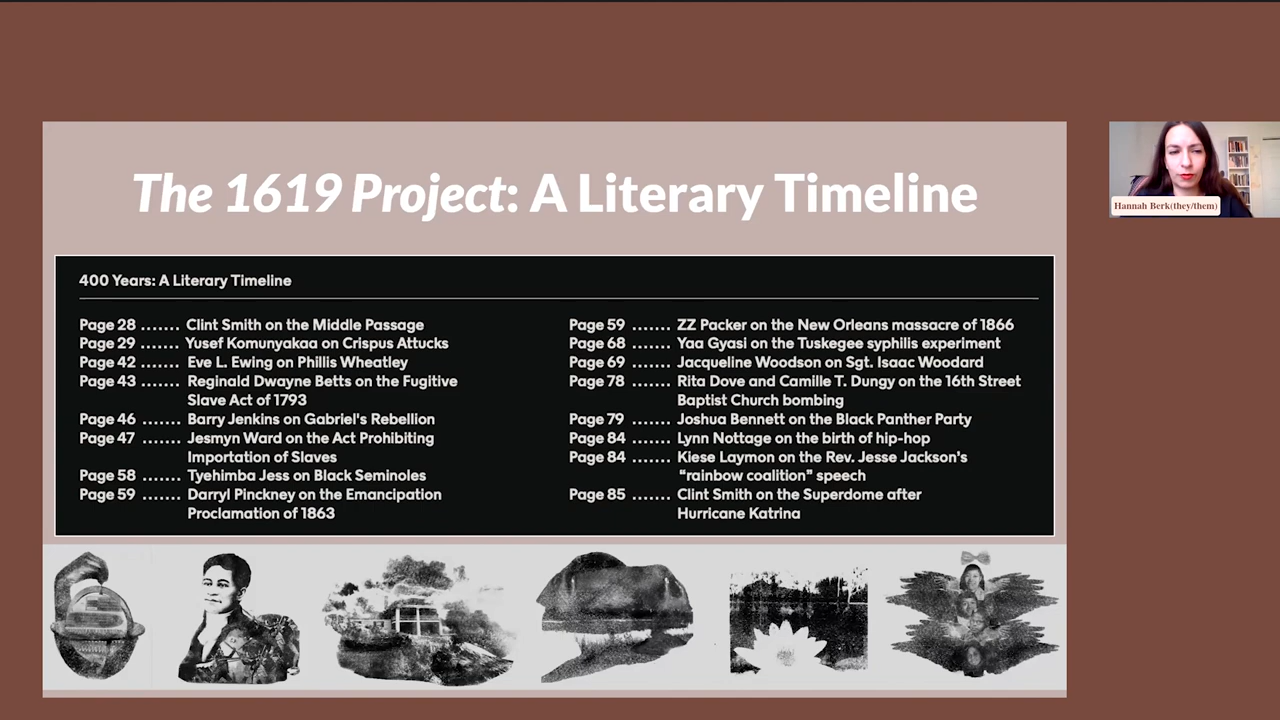 The 1619 Project: A Literary Timeline
400 Years: A Literary Timeline
Page 28 ....... Clint Smith on the Middle Passage
Page 29 ....... Yusef Komunyakaa on Crispus Attucks
Page 42 ....... Eve L. Ewing on Phillis Wheatley
Page 43 ....... Reginald Dwayne Betts on the Fugitive
Slave Act of 1793
Page 46 ....... Barry Jenkins on Gabriel's Rebellion
Page 47 ....... Jesmyn Ward on the Act Prohibiting
Importation of Slaves
Page 58 ....... Tyehimba Jess on Black Seminoles
Page 59 ....... Darryl Pinckney on the Emancipation
Proclamation of 1863
Page 59 ....... ZZ Packer on the New Orleans massacre of 1866
Page 68 ....... Yaa Gyasi on the Tuskegee syphilis experiment
Page 69 ....... Jacqueline Woodson on Sgt. Isaac Woodard
Page 78 ....... Rita Dove and Camille T. Dungy on the 16th Street
Baptist Church bombing
Page 79 ....... Joshua Bennett on the Black Panther Party
Page 84 ....... Lynn Nottage on the birth of hip-hop
Page 84 ....... Kiese Laymon on the Rev. Jesse Jackson's
“rainbow coalition” speech
Page 85 ....... Clint Smith on the Superdome after
Hurricane Katrina
Hannah Berk(they/them)